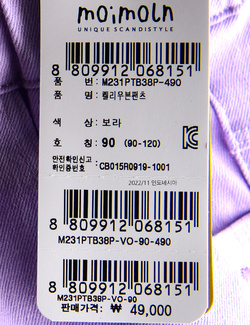 moimoln
UNIQUE SCANDISTYLE
8 809912 068151
품 번: M231PTB38P-490
품 명: 켈리우븐팬츠
색 상: 보라
호 칭: 90 (90-120)
안전확인신고
확인증번호 : CB015R0919-1001
2022/11 인도네시아
8 809912 068151
M231PTB38P-VO-90-490
8 809912 068151
M231PTB38P-VO-90
판매가격: ₩ 49,000